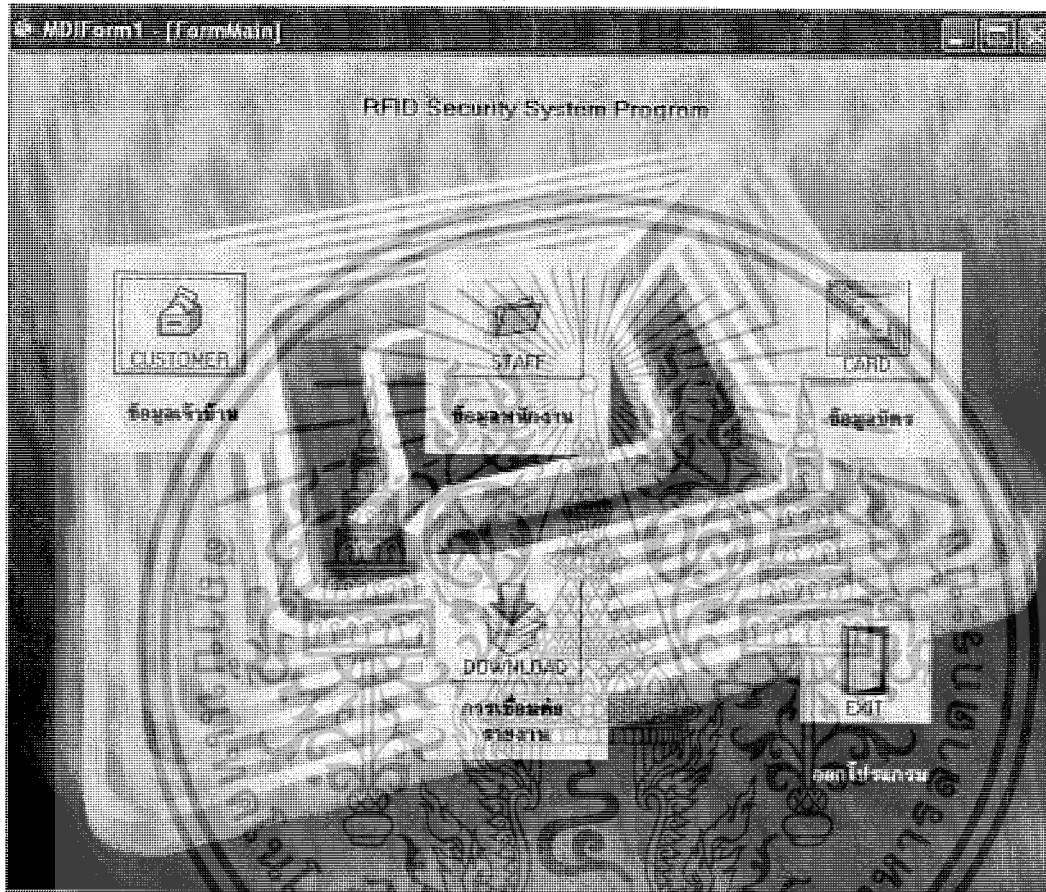 MDIForm1 - [FormMain]
RFID Security System Program
CUSTOMER
STAFF
CARD
ข้อมูลเจ้าบ้าน
ข้อมูลพนักงาน
ข้อมูลบัตร
DOWNLOAD
EXIT
การเชื่อมต่อ
รายงาน
ออกโปรแกรม